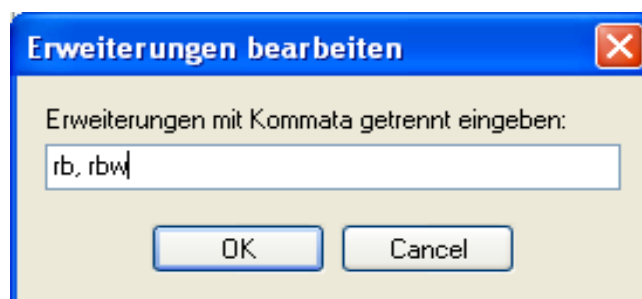 Erweiterungen bearbeiten
Erweiterungen mit Kommata getrennt eingeben:
rb, rbw
OK Cancel